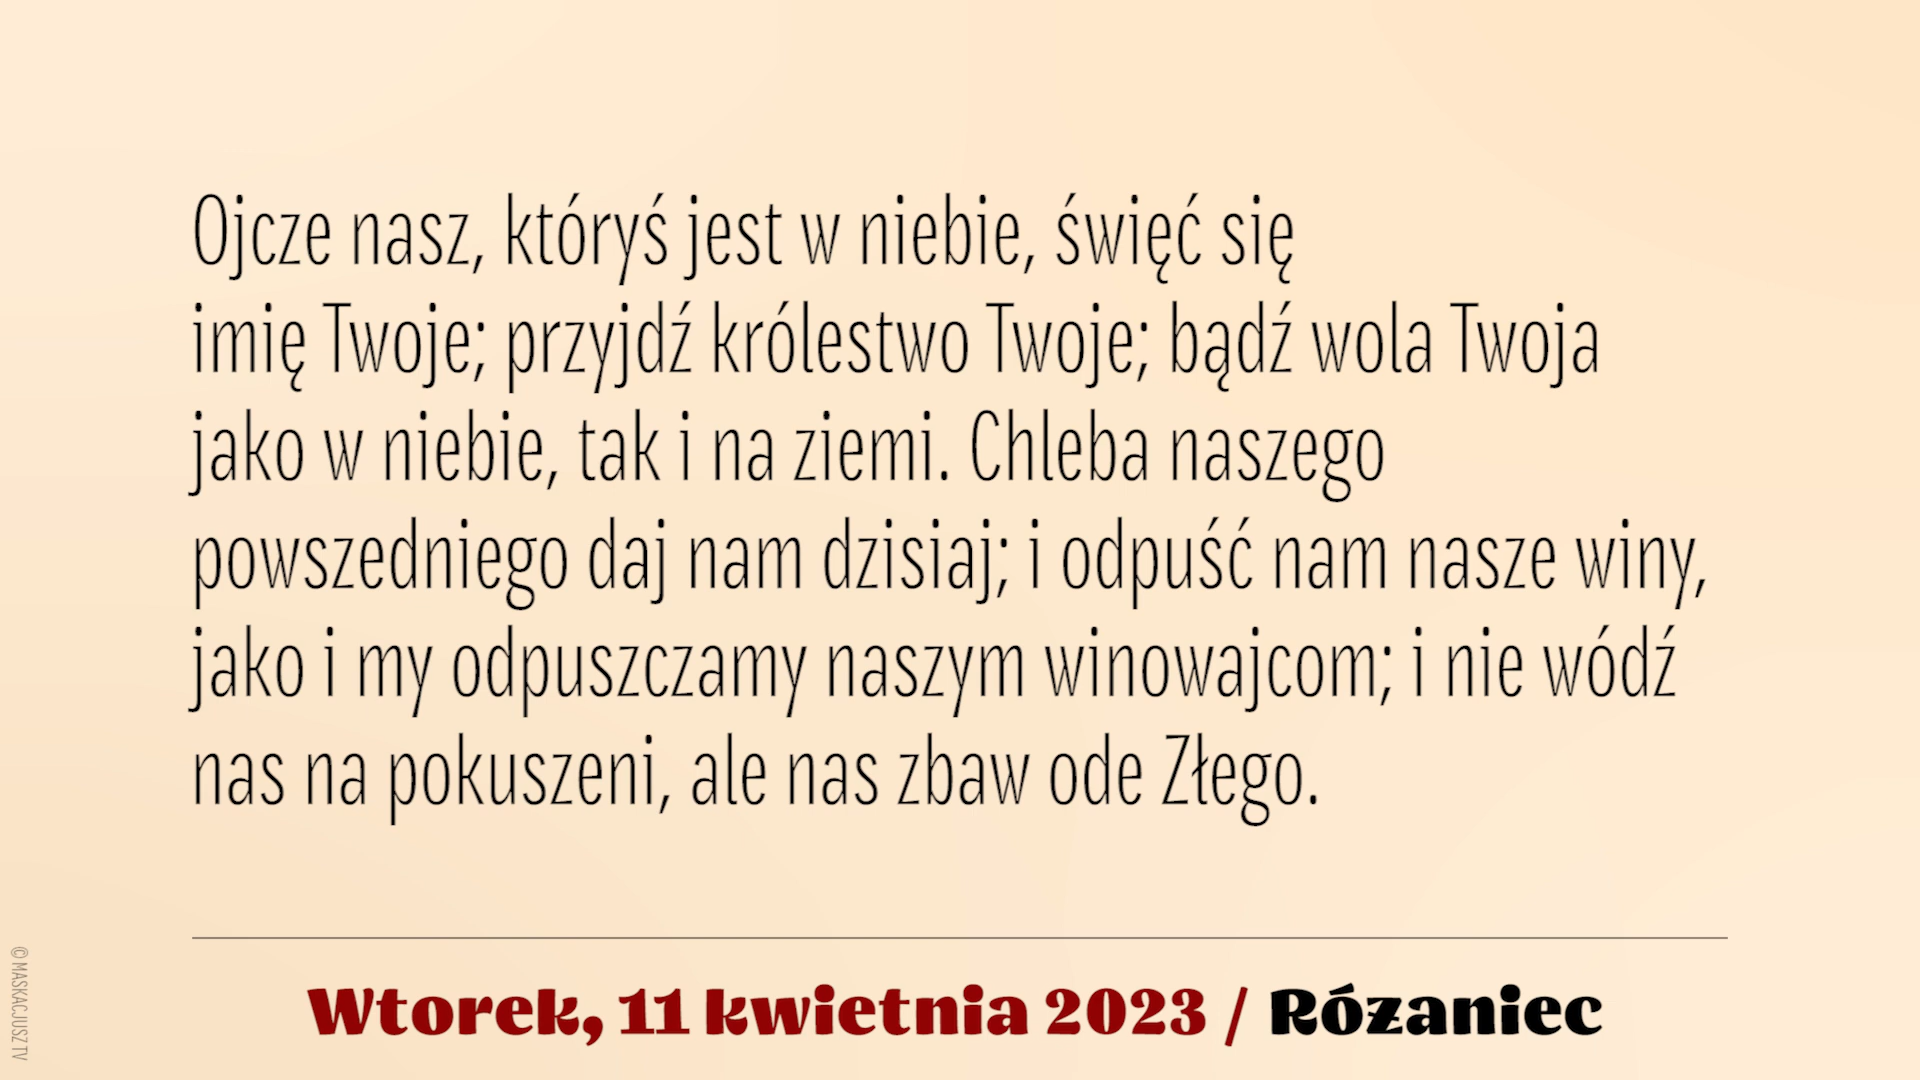 Ojcze nasz, któryś jest w niebie, święć się
imię Twoje; przyjdź królestwo Twoje; bądź wola Twoja
jako w niebie, tak i na ziemi. Chleba naszego
powszedniego daj nam dzisiaj; i odpuść nam nasze winy,
jako i my odpuszczamy naszym winowajcom; i nie wódź
nas na pokuszeni, ale nas zbaw ode Złego.
Wtorek, 11 kwietnia 2023 / Różaniec
© MASKACJUSZ TV